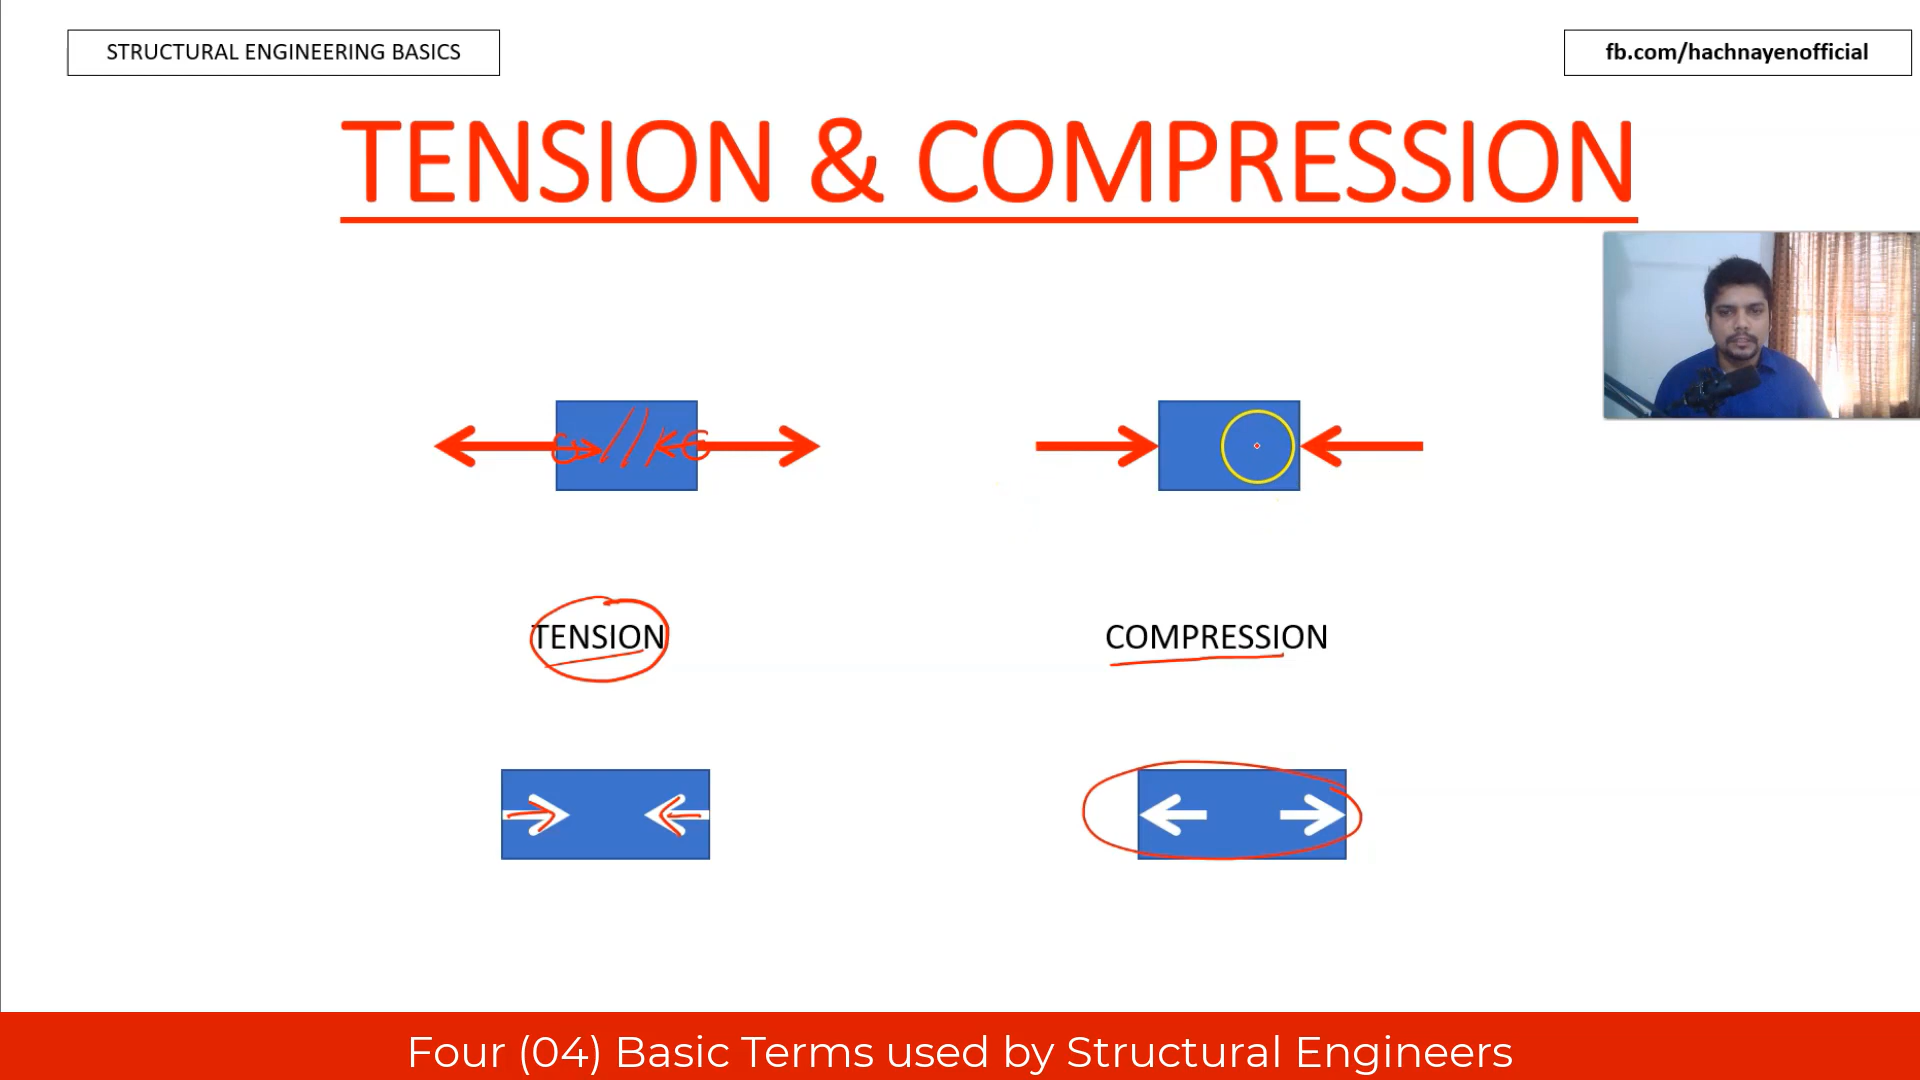 STRUCTURAL ENGINEERING BASICS
fb.com/hachnayenofficial
TENSION & COMPRESSION
TENSION
COMPRESSION
Four (04) Basic Terms used by Structural Engineers